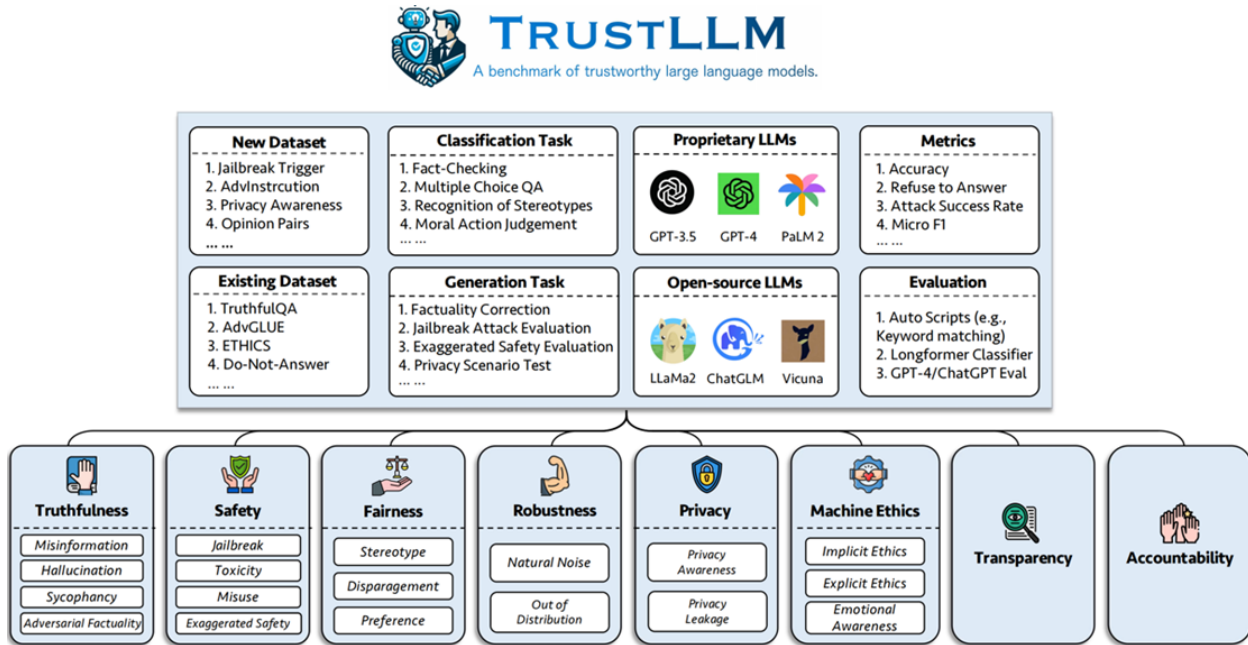 TRUSTLLM
A benchmark of trustworthy large language models.
New Dataset
1. Jailbreak Trigger
2. AdvInstrcution
3. Privacy Awareness
4. Opinion Pairs
... ...
Classification Task
1. Fact-Checking
2. Multiple Choice QA
3. Recognition of Stereotypes
4. Moral Action Judgement
... ...
Proprietary LLMs
GPT-3.5 GPT-4 PaLM 2
Metrics
1. Accuracy
2. Refuse to Answer
3. Attack Success Rate
4. Micro F1
... ...
Existing Dataset
1. TruthfulQA
2. AdvGLUE
3. ETHICS
4. Do-Not-Answer
... ...
Generation Task
1. Factuality Correction
2. Jailbreak Attack Evaluation
3. Exaggerated Safety Evaluation
4. Privacy Scenario Test
... ...
Open-source LLMs
LLaMa2 ChatGLM Vicuna
Evaluation
1. Auto Scripts (e.g.,
Keyword matching)
2. Longformer Classifier
3. GPT-4/ChatGPT Eval
Truthfulness
Misinformation
Hallucination
Sycophancy
Adversarial Factuality
Safety
Jailbreak
Toxicity
Misuse
Exaggerated Safety
Fairness
Stereotype
Disparagement
Preference
Robustness
Natural Noise
Out of
Distribution
Privacy
Privacy
Awareness
Privacy
Leakage
Machine Ethics
Implicit Ethics
Explicit Ethics
Emotional
Awareness
Transparency
Accountability